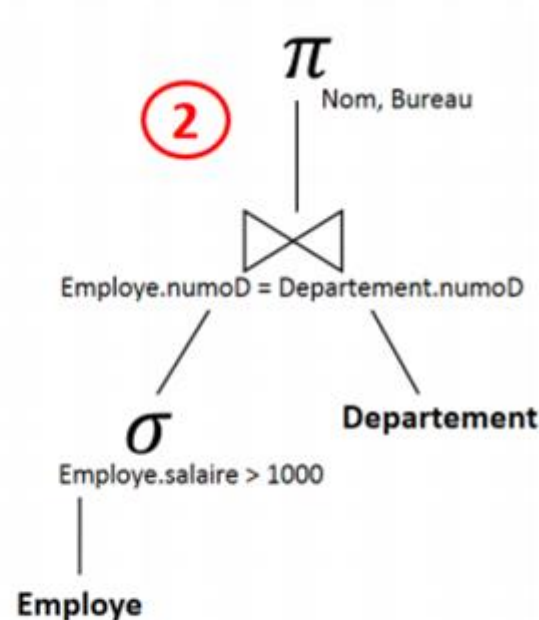 π
Nom, Bureau
2
Employe.numoD = Departement.numoD
σ
Departement
Employe.salaire > 1000
Employe